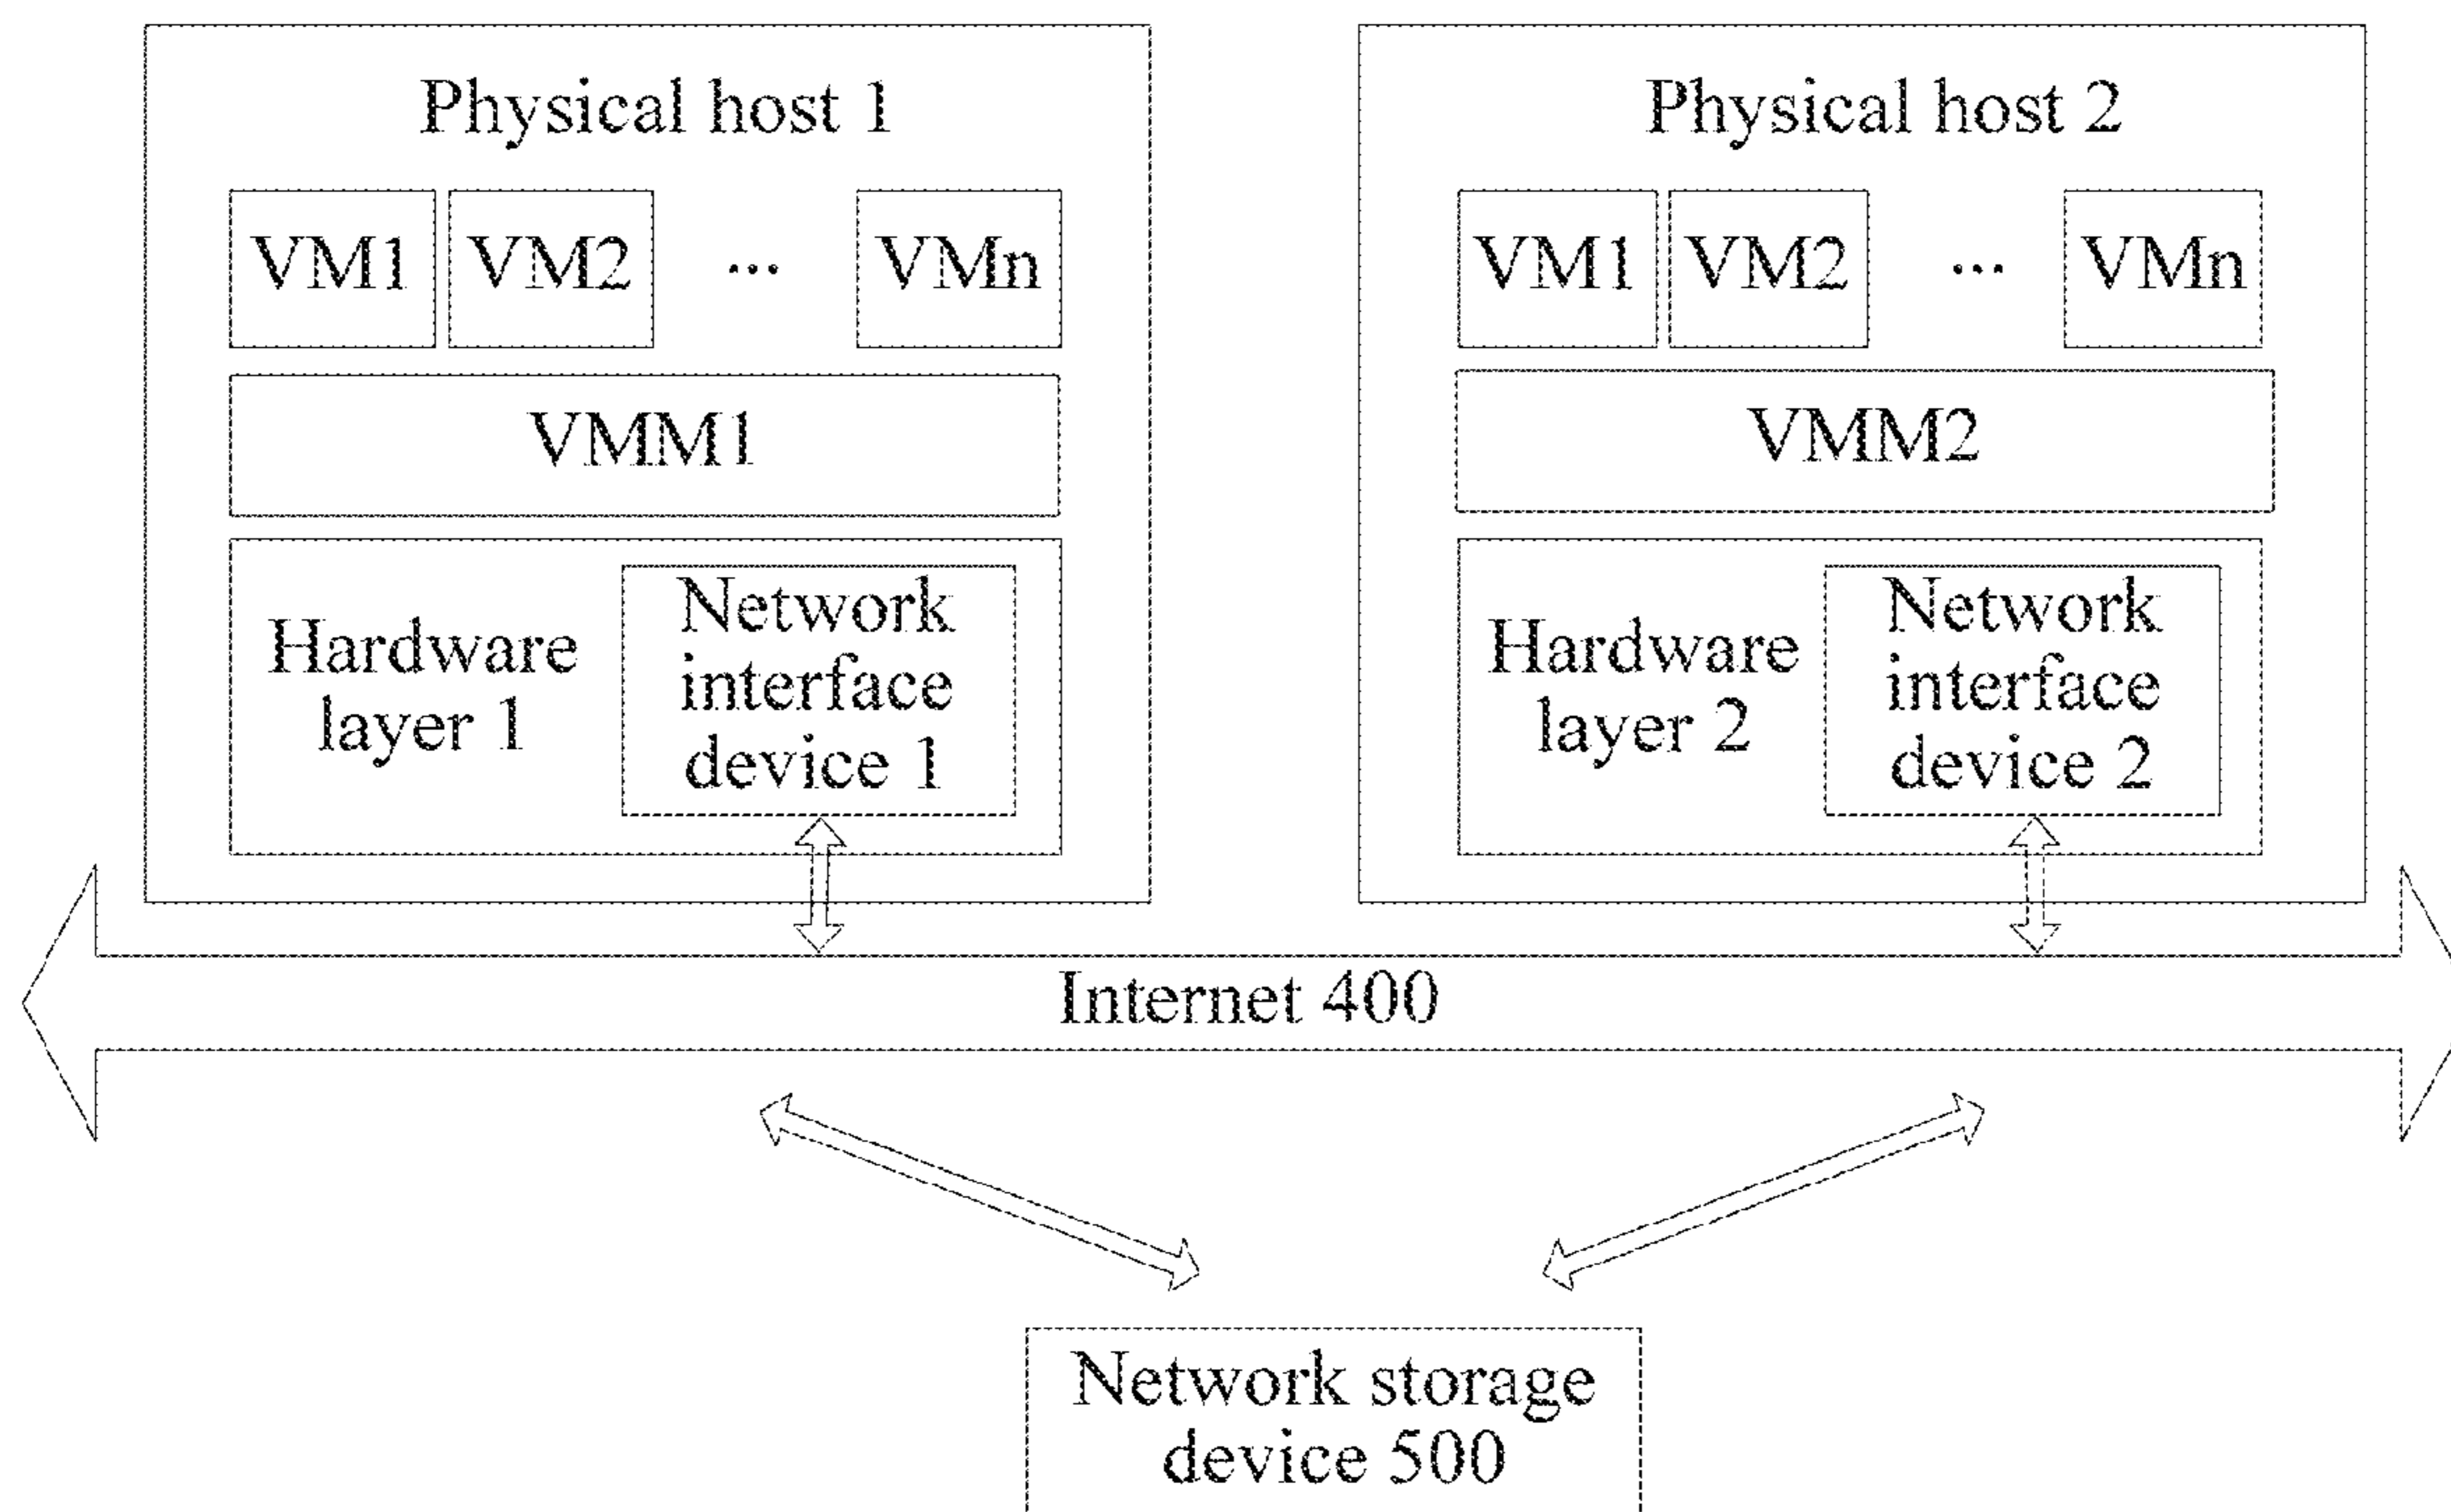 Physical host 1
VM1 VM2 ... VMn
VMM1
Hardware
layer 1
Network
interface
device 1
Physical host 2
VM1 VM2 ... VMn
VMM2
Hardware
layer 2
Network
interface
device 2
Internet 400
Network storage
device 500